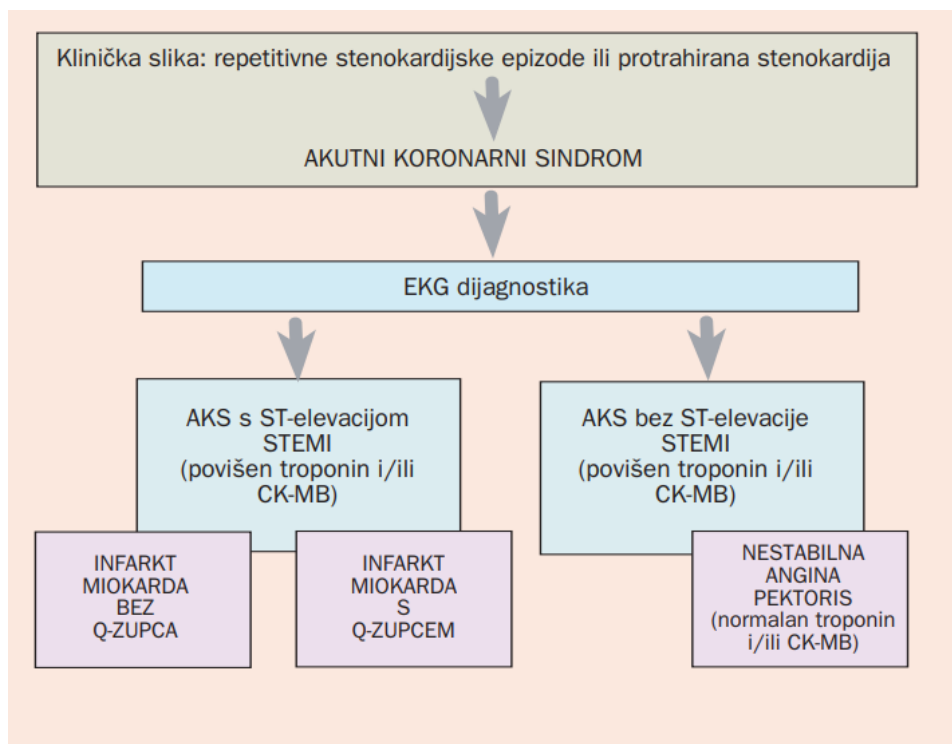 Klinička slika: repetitivne stenokardijske epizode ili protrahirana stenokardija
AKUTNI KORONARNI SINDROM
EKG dijagnostika
AKS s ST-elevacijom
STEMI
(povišen troponin i/ili
CK-MB)
AKS bez ST-elevacije
STEMI
(povišen troponin i/ili
CK-MB)
INFARKT
MIOKARDA
BEZ
Q-ZUPCA
INFARKT
MIOKARDA
S
Q-ZUPCEM
NESTABILNA
ANGINA
PEKTORIS
(normalan troponin
i/ili CK-MB)